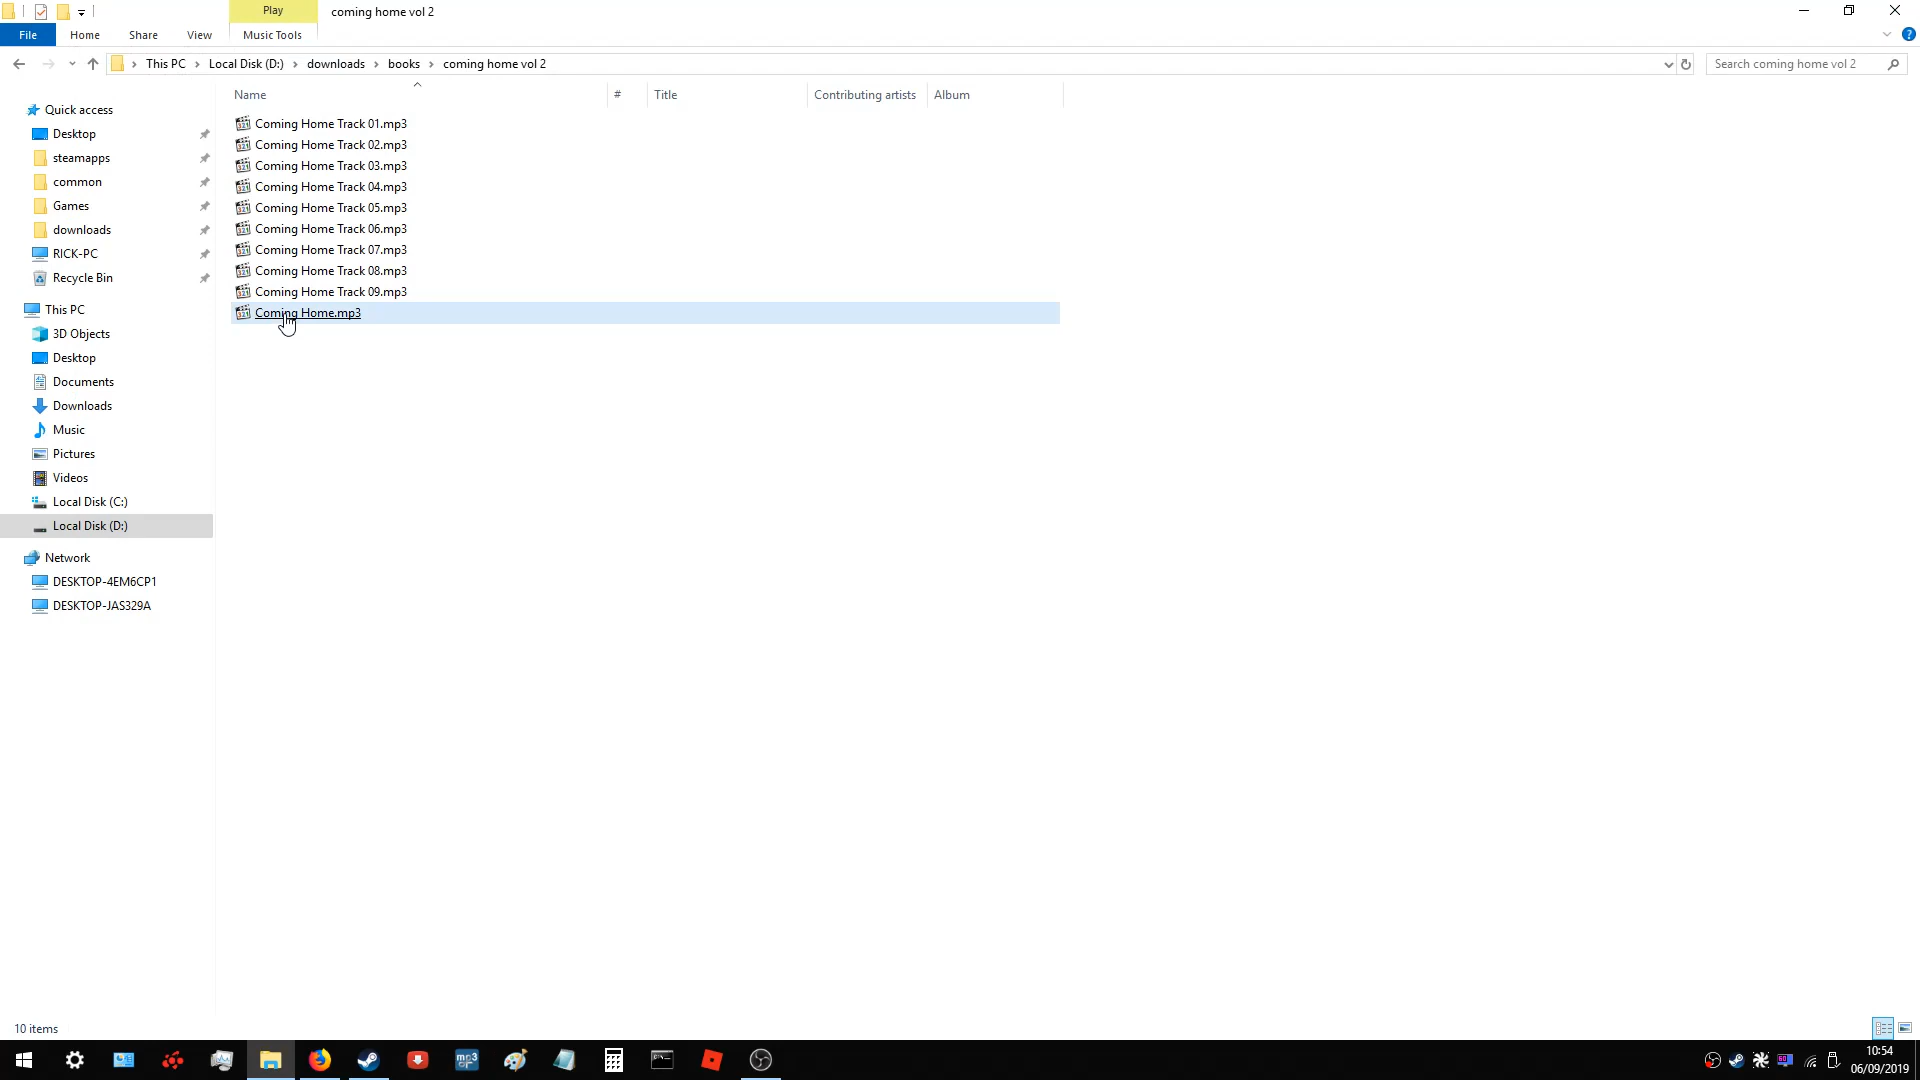 Play
coming home vol 2
File
Home
Share
View
Music Tools
This PC
Local Disk (D:)
downloads
books
coming home vol 2
Search coming home vol 2
Name
#
Title
Contributing artists
Album
Coming Home Track 01.mp3
Coming Home Track 02.mp3
Coming Home Track 03.mp3
Coming Home Track 04.mp3
Coming Home Track 05.mp3
Coming Home Track 06.mp3
Coming Home Track 07.mp3
Coming Home Track 08.mp3
Coming Home Track 09.mp3
Coming Home.mp3
Quick access
Desktop
steamapps
common
Games
downloads
RICK-PC
Recycle Bin
This PC
3D Objects
Desktop
Documents
Downloads
Music
Pictures
Videos
Local Disk (C:)
Local Disk (D:)
Network
DESKTOP-4EM6CP1
DESKTOP-JAS329A
10 items
mp3
10:54
06/09/2019